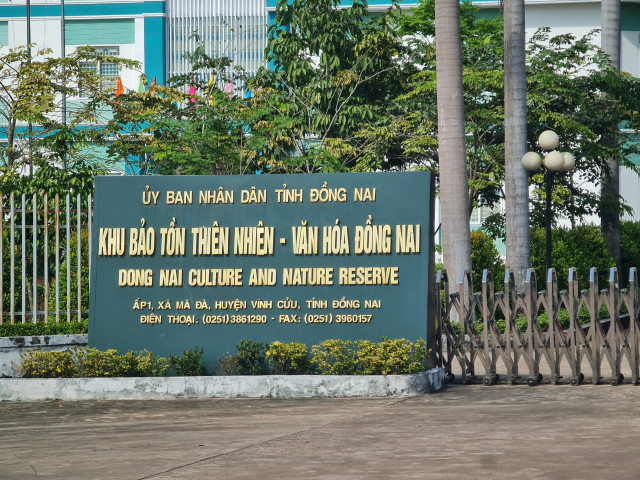 ỦY BAN NHÂN DÂN TỈNH ĐỒNG NAI
KHU BẢO TỒN THIÊN NHIÊN - VĂN HÓA ĐỒNG NAI
DONG NAI CULTURE AND NATURE RESERVE
ẤP1, XÃ MÃ ĐÀ, HUYỆN VĨNH CỬU, TỈNH ĐỒNG NAI
ĐIỆN THOẠI. (0251)3861290 - FAX: (0251) 3960157